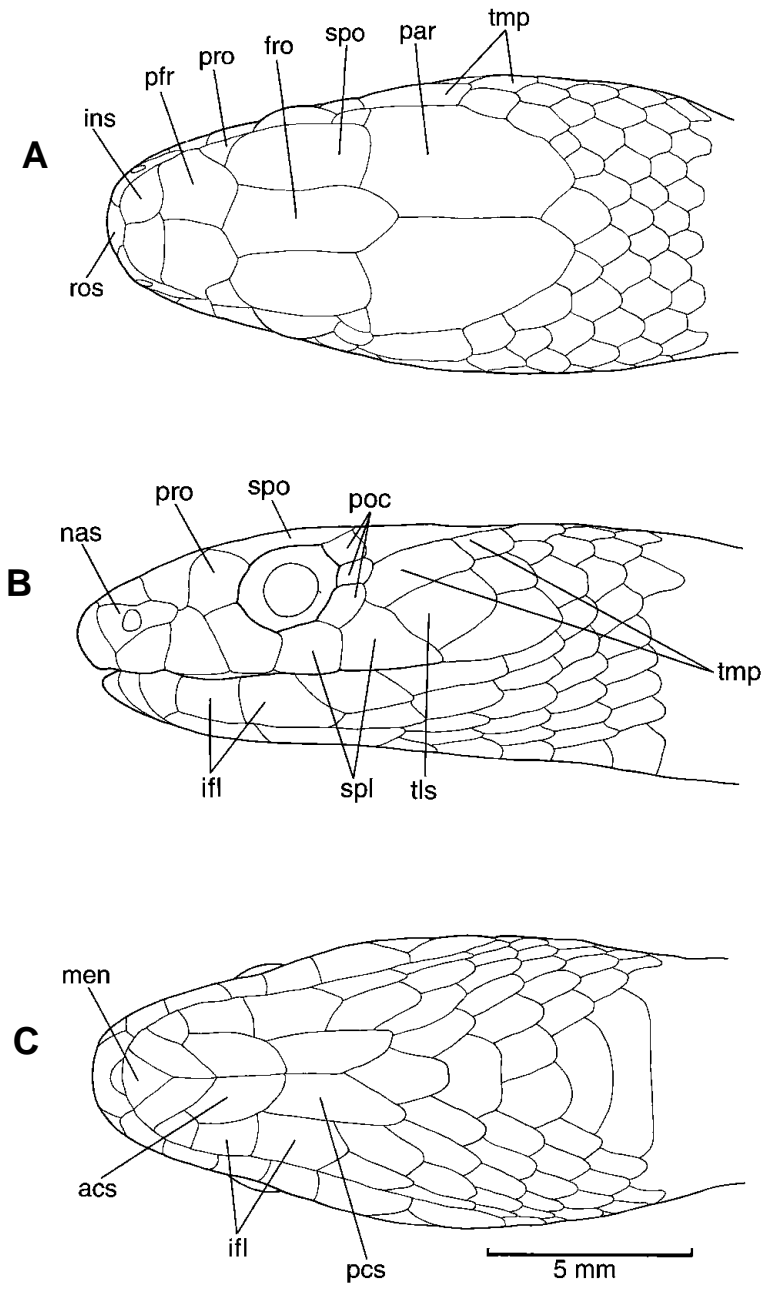 tmp
spo
par
fro
pro
pfr
ins
A
ros
spo
poc
pro
nas
B
tmp
ifl
spl
tls
men
C
acs
ifl
pcs
5 mm